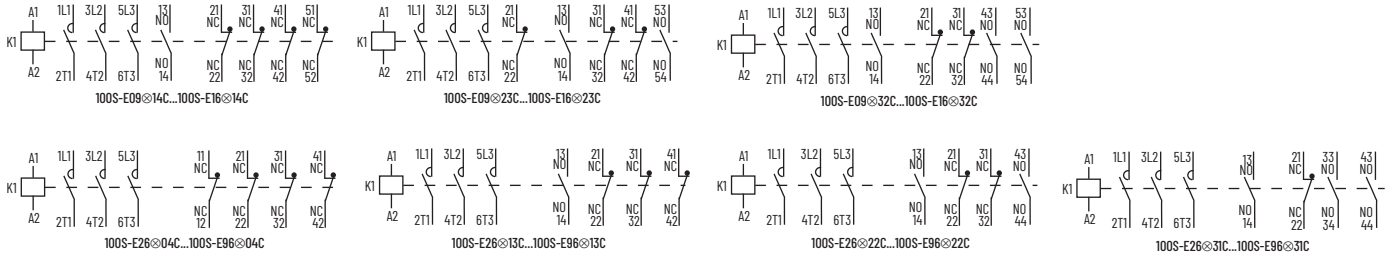 A1 1L1 3L2 5L3 13 21 31 41 51
NO NC NC NC NC
K1
NO NC NC NC NC
A2 2T1 4T2 6T3 14 22 32 42 52
100S-E09⊗14C...100S-E16⊗14C
A1 1L1 3L2 5L3 21 13 31 41 53
NC NO NC NC NO
K1
NC NO NC NC NO
A2 2T1 4T2 6T3 22 14 32 42 54
100S-E09⊗23C...100S-E16⊗23C
A1 1L1 3L2 5L3 13 21 31 43 53
NO NC NC NO NO
K1
NO NC NC NO NO
A2 2T1 4T2 6T3 14 22 32 44 54
100S-E09⊗32C...100S-E16⊗32C
A1 1L1 3L2 5L3 11 21 31 41
NC NC NC NC
K1
NC NC NC NC
A2 2T1 4T2 6T3 12 22 32 42
100S-E26⊗04C...100S-E96⊗04C
A1 1L1 3L2 5L3 13 21 31 41
NO NC NC NC
K1
NO NC NC NC
A2 2T1 4T2 6T3 14 22 32 42
100S-E26⊗13C...100S-E96⊗13C
A1 1L1 3L2 5L3 13 21 31 43
NO NC NC NO
K1
NO NC NC NO
A2 2T1 4T2 6T3 14 22 32 44
100S-E26⊗22C...100S-E96⊗22C
A1 1L1 3L2 5L3 13 21 33 43
NO NC NO NO
K1
NO NC NO NO
A2 2T1 4T2 6T3 14 22 34 44
100S-E26⊗31C...100S-E96⊗31C